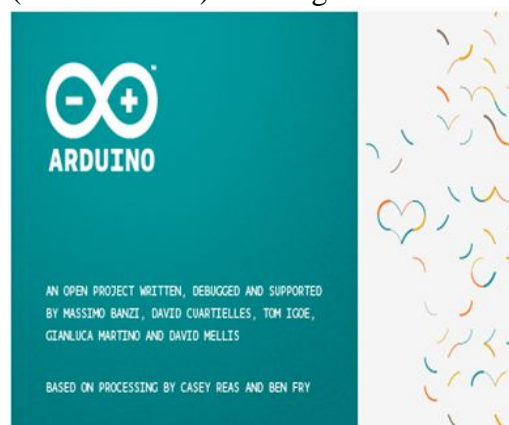 ARDUINO
AN OPEN PROJECT WRITTEN, DEBUGGED AND SUPPORTED
BY MASSIMO BANZI, DAVID CUARTIELLES, TOM IGOE,
GIANLUCA MARTINO AND DAVID MELLIS
BASED ON PROCESSING BY CASEY REAS AND BEN FRY